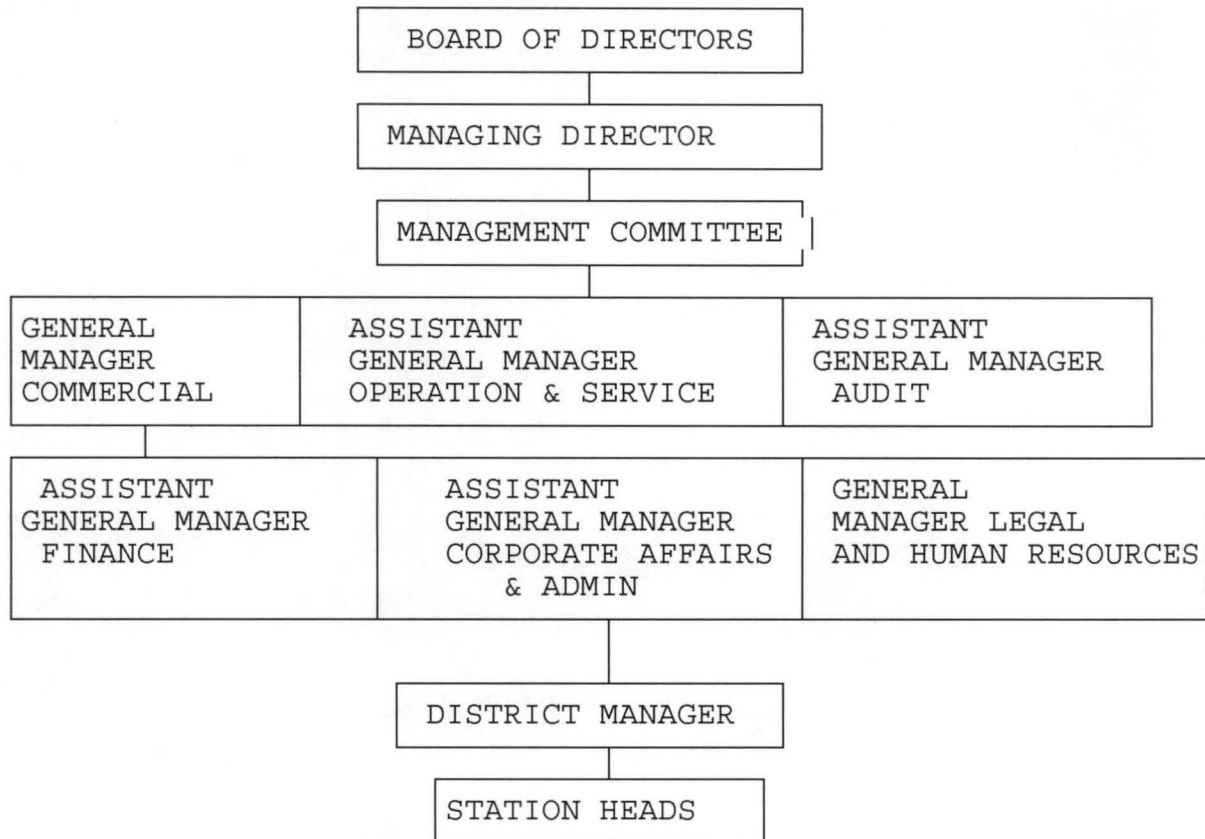 BOARD OF DIRECTORS
MANAGING DIRECTOR
MANAGEMENT COMMITTEE
GENERAL
MANAGER
COMMERCIAL
ASSISTANT
GENERAL MANAGER
OPERATION & SERVICE
ASSISTANT
GENERAL MANAGER
AUDIT
ASSISTANT
GENERAL MANAGER
FINANCE
ASSISTANT
GENERAL MANAGER
CORPORATE AFFAIRS
& ADMIN
GENERAL
MANAGER LEGAL
AND HUMAN RESOURCES
DISTRICT MANAGER
STATION HEADS